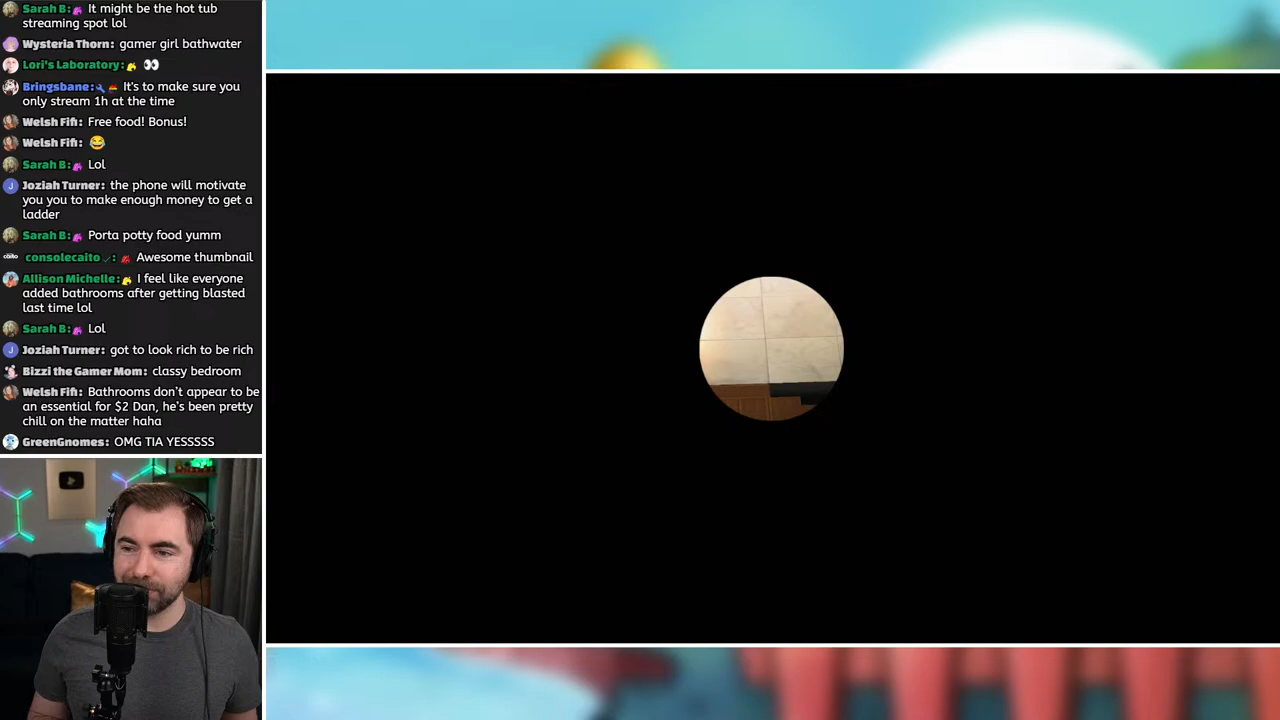 Sarah B: It might be the hot tub
streaming spot lol
Wysteria Thorn: gamer girl bathwater
Lori's Laboratory: 👀
Bringsbane: It's to make sure you
only stream 1h at the time
Welsh Fifi: Free food! Bonus!
Welsh Fifi: 😂
Sarah B: Lol
J Joziah Turner: the phone will motivate
you you to make enough money to get a
ladder
Sarah B: Porta potty food yumm
consolecaito: Awesome thumbnail
Allison Michelle: I feel like everyone
added bathrooms after getting blasted
last time lol
Sarah B: Lol
J Joziah Turner: got to look rich to be rich
Bizzi the Gamer Mom: classy bedroom
Welsh Fifi: Bathrooms don't appear to be
an essential for $2 Dan, he's been pretty
chill on the matter haha
GreenGnomes: OMG TIA YESSSSS